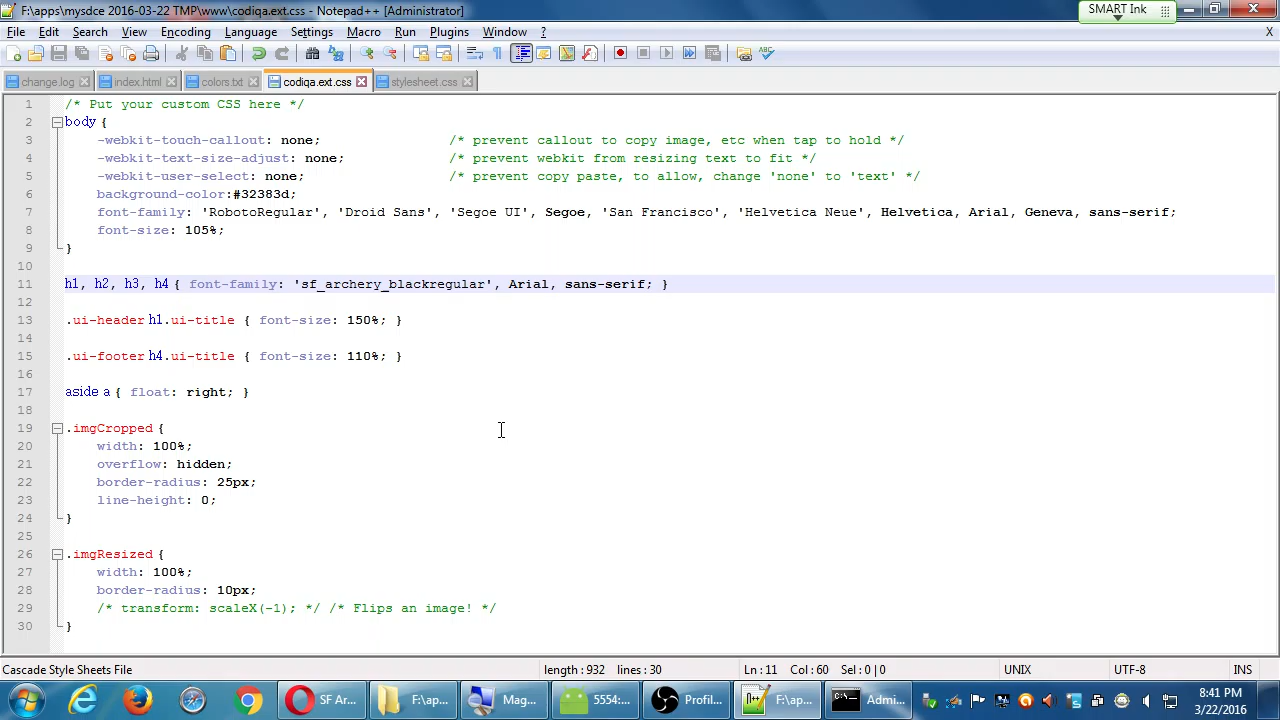 F:\apps\mysdce 2016-03-22 TMP\www\codiqa.ext.css - Notepad++ [Administrator]
SMART Ink
File Edit Search View Encoding Language Settings Macro Run Plugins Window ? X
change.log index.html colors.txt codiqa.ext.css stylesheet.css
1 /* Put your custom CSS here */
2 body {
3 -webkit-touch-callout: none; /* prevent callout to copy image, etc when tap to hold */
4 -webkit-text-size-adjust: none; /* prevent webkit from resizing text to fit */
5 -webkit-user-select: none; /* prevent copy paste, to allow, change 'none' to 'text' */
6 background-color:#32383d;
7 font-family: 'RobotoRegular', 'Droid Sans', 'Segoe UI', Segoe, 'San Francisco', 'Helvetica Neue', Helvetica, Arial, Geneva, sans-serif;
8 font-size: 105%;
9 }
10
11 h1, h2, h3, h4 { font-family: 'sf_archery_blackregular', Arial, sans-serif; }
12
13 .ui-header h1.ui-title { font-size: 150%; }
14
15 .ui-footer h4.ui-title { font-size: 110%; }
16
17 aside a { float: right; }
18
19 .imgCropped {
20 width: 100%;
21 overflow: hidden;
22 border-radius: 25px;
23 line-height: 0;
24 }
25
26 .imgResized {
27 width: 100%;
28 border-radius: 10px;
29 /* transform: scaleX(-1); */ /* Flips an image! */
30 }
Cascade Style Sheets File length : 932 lines : 30 Ln : 11 Col : 60 Sel : 0 | 0 UNIX UTF-8 INS
SF Ar... F:\ap... Mag... 5554:... Profil... F:\ap... Admi... 8:41 PM
3/22/2016